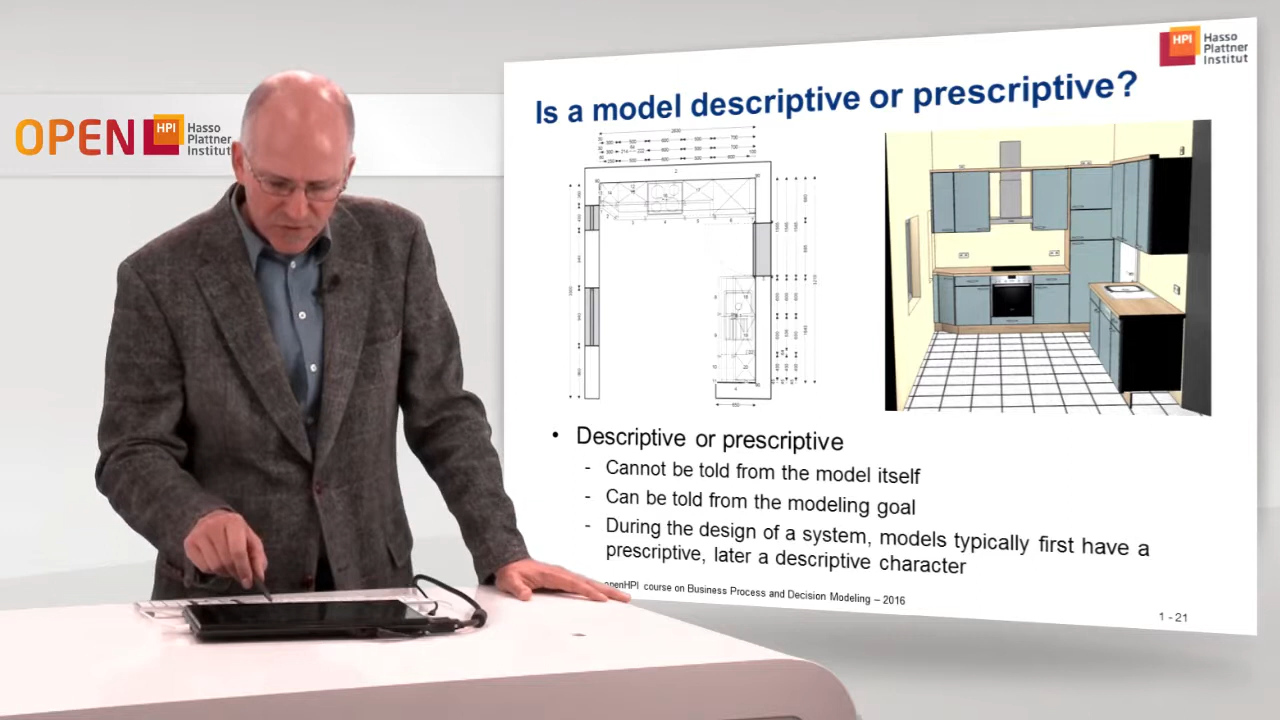 OPEN HPI Hasso
Plattner
Institut
HPI Hasso
Plattner
Institut
Is a model descriptive or prescriptive?
• Descriptive or prescriptive
- Cannot be told from the model itself
- Can be told from the modeling goal
- During the design of a system, models typically first have a
prescriptive, later a descriptive character
openHPI course on Business Process and Decision Modeling – 2016
1 - 21